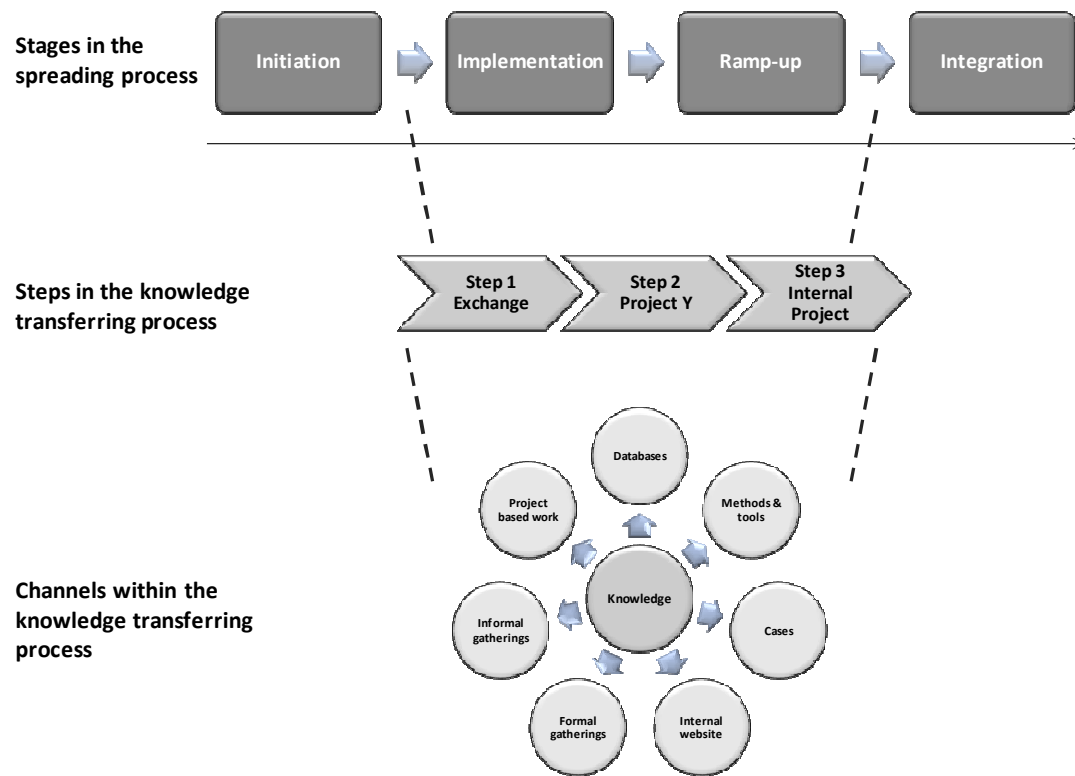 Stages in the
spreading process
Initiation
Implementation
Ramp-up
Integration
Steps in the knowledge
transferring process
Step 1
Exchange
Step 2
Project Y
Step 3
Internal
Project
Channels within the
knowledge transferring
process
Databases
Project
based work
Methods &
tools
Knowledge
Informal
gatherings
Cases
Formal
gatherings
Internal
website